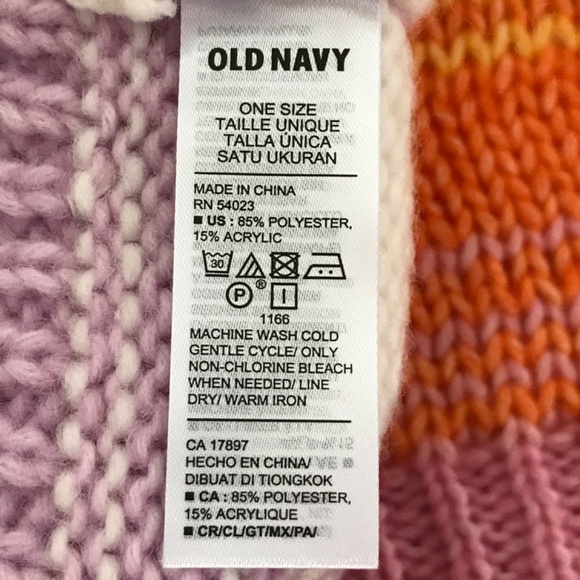 OLD NAVY
ONE SIZE
TAILLE UNIQUE
TALLA ÚNICA
SATU UKURAN
MADE IN CHINA
RN 54023
■ US : 85% POLYESTER,
15% ACRYLIC
30
P ® I
1166
MACHINE WASH COLD
GENTLE CYCLE/ ONLY
NON-CHLORINE BLEACH
WHEN NEEDED/ LINE
DRY/ WARM IRON
CA 17897
HECHO EN CHINA/
DIBUAT DI TIONGKOK
■ CA : 85% POLYESTER,
15% ACRYLIQUE
■ CR/CL/GT/MX/PA/